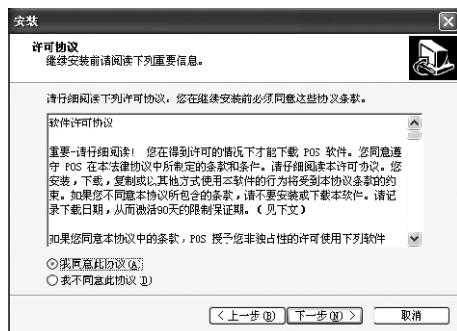 安装
许可协议
继续安装前请阅读下列重要信息。
请仔细阅读下列许可协议，您在继续安装前必须同意这些协议条款。
软件许可协议
重要-请仔细阅读！ 您在得到许可的情况下才能下载 POS 软件。您同意遵
守 POS 在本法律协议中所制定的条款和条件。请仔细阅读本许可协议。您
安装，下载，复制或以其他方式使用本软件的行为将受到本协议条款的约
束。如果您不同意本协议所包含的条款，请不要安装或下载本软件。请记
录下载日期，从而激活90天的限制保证期。（见下文）
如果您同意本协议中的条款，POS 授予您非独占性的许可使用下列软件
我同意此协议(A)
我不同意此协议(D)
<上一步(B)
下一步(N)>
取消